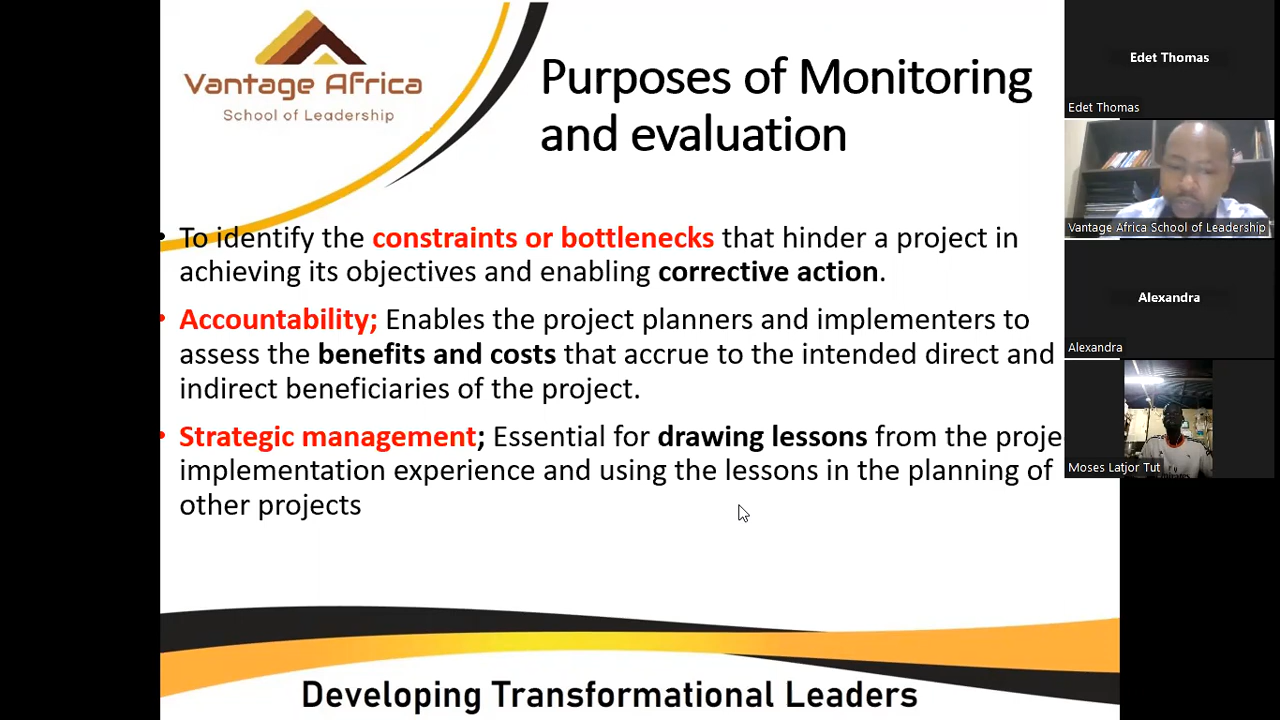 Vantage Africa
School of Leadership
Purposes of Monitoring
and evaluation
• To identify the constraints or bottlenecks that hinder a project in
achieving its objectives and enabling corrective action.
• Accountability; Enables the project planners and implementers to
assess the benefits and costs that accrue to the intended direct and
indirect beneficiaries of the project.
• Strategic management; Essential for drawing lessons from the proje
implementation experience and using the lessons in the planning of
other projects
Developing Transformational Leaders
Edet Thomas
Edet Thomas
Vantage Africa School of Leadership
Alexandra
Alexandra
Moses Latjor Tut